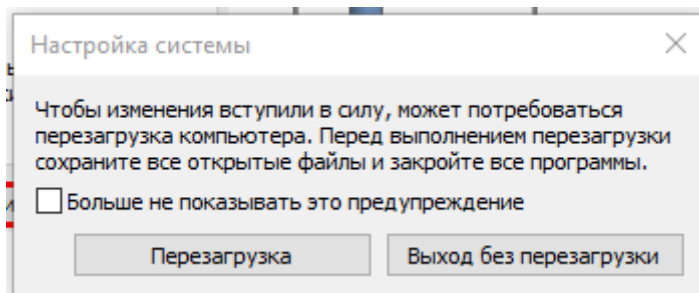 Настройка системы
Чтобы изменения вступили в силу, может потребоваться
перезагрузка компьютера. Перед выполнением перезагрузки
сохраните все открытые файлы и закройте все программы.
Больше не показывать это предупреждение
Перезагрузка
Выход без перезагрузки